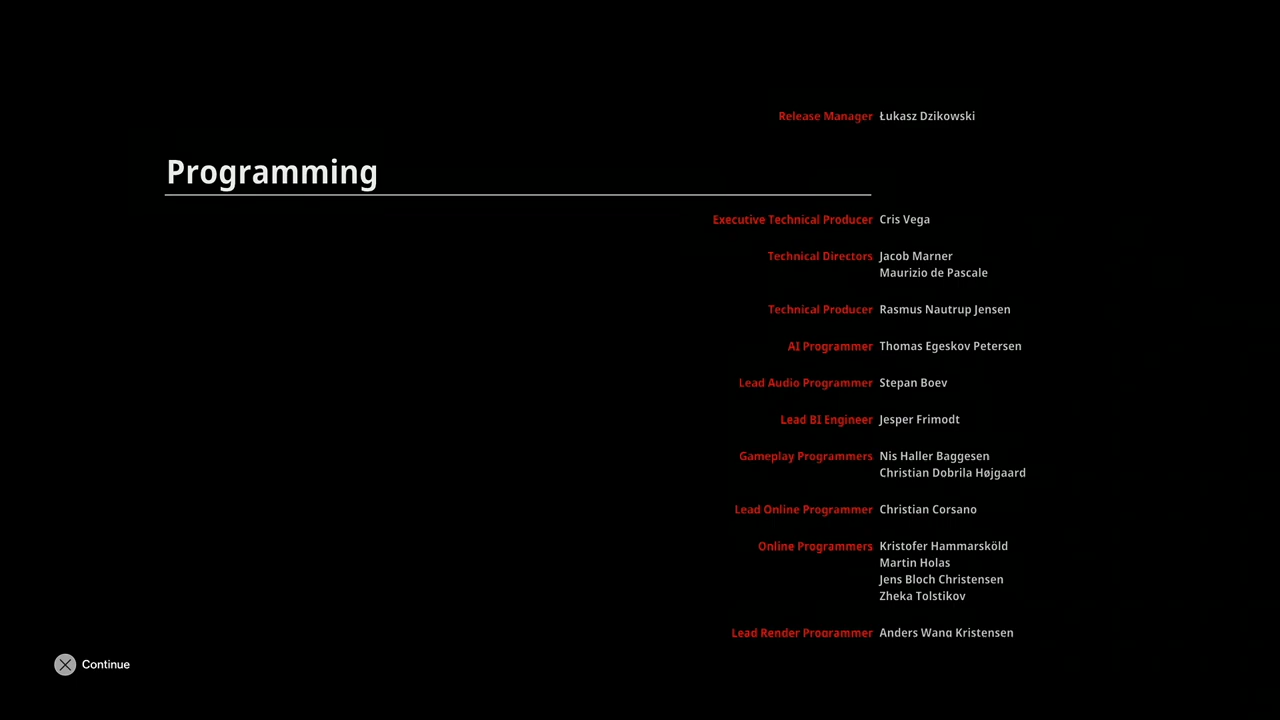 Release Manager Łukasz Dzikowski
Programming
Executive Technical Producer Cris Vega
Technical Directors Jacob Marner
Maurizio de Pascale
Technical Producer Rasmus Nautrup Jensen
AI Programmer Thomas Egeskov Petersen
Lead Audio Programmer Stepan Boev
Lead BI Engineer Jesper Frimodt
Gameplay Programmers Nis Haller Baggesen
Christian Dobrila Højgaard
Lead Online Programmer Christian Corsano
Online Programmers Kristofer Hammarsköld
Martin Holas
Jens Bloch Christensen
Zheka Tolstikov
Lead Render Programmer Anders Wang Kristensen
Continue